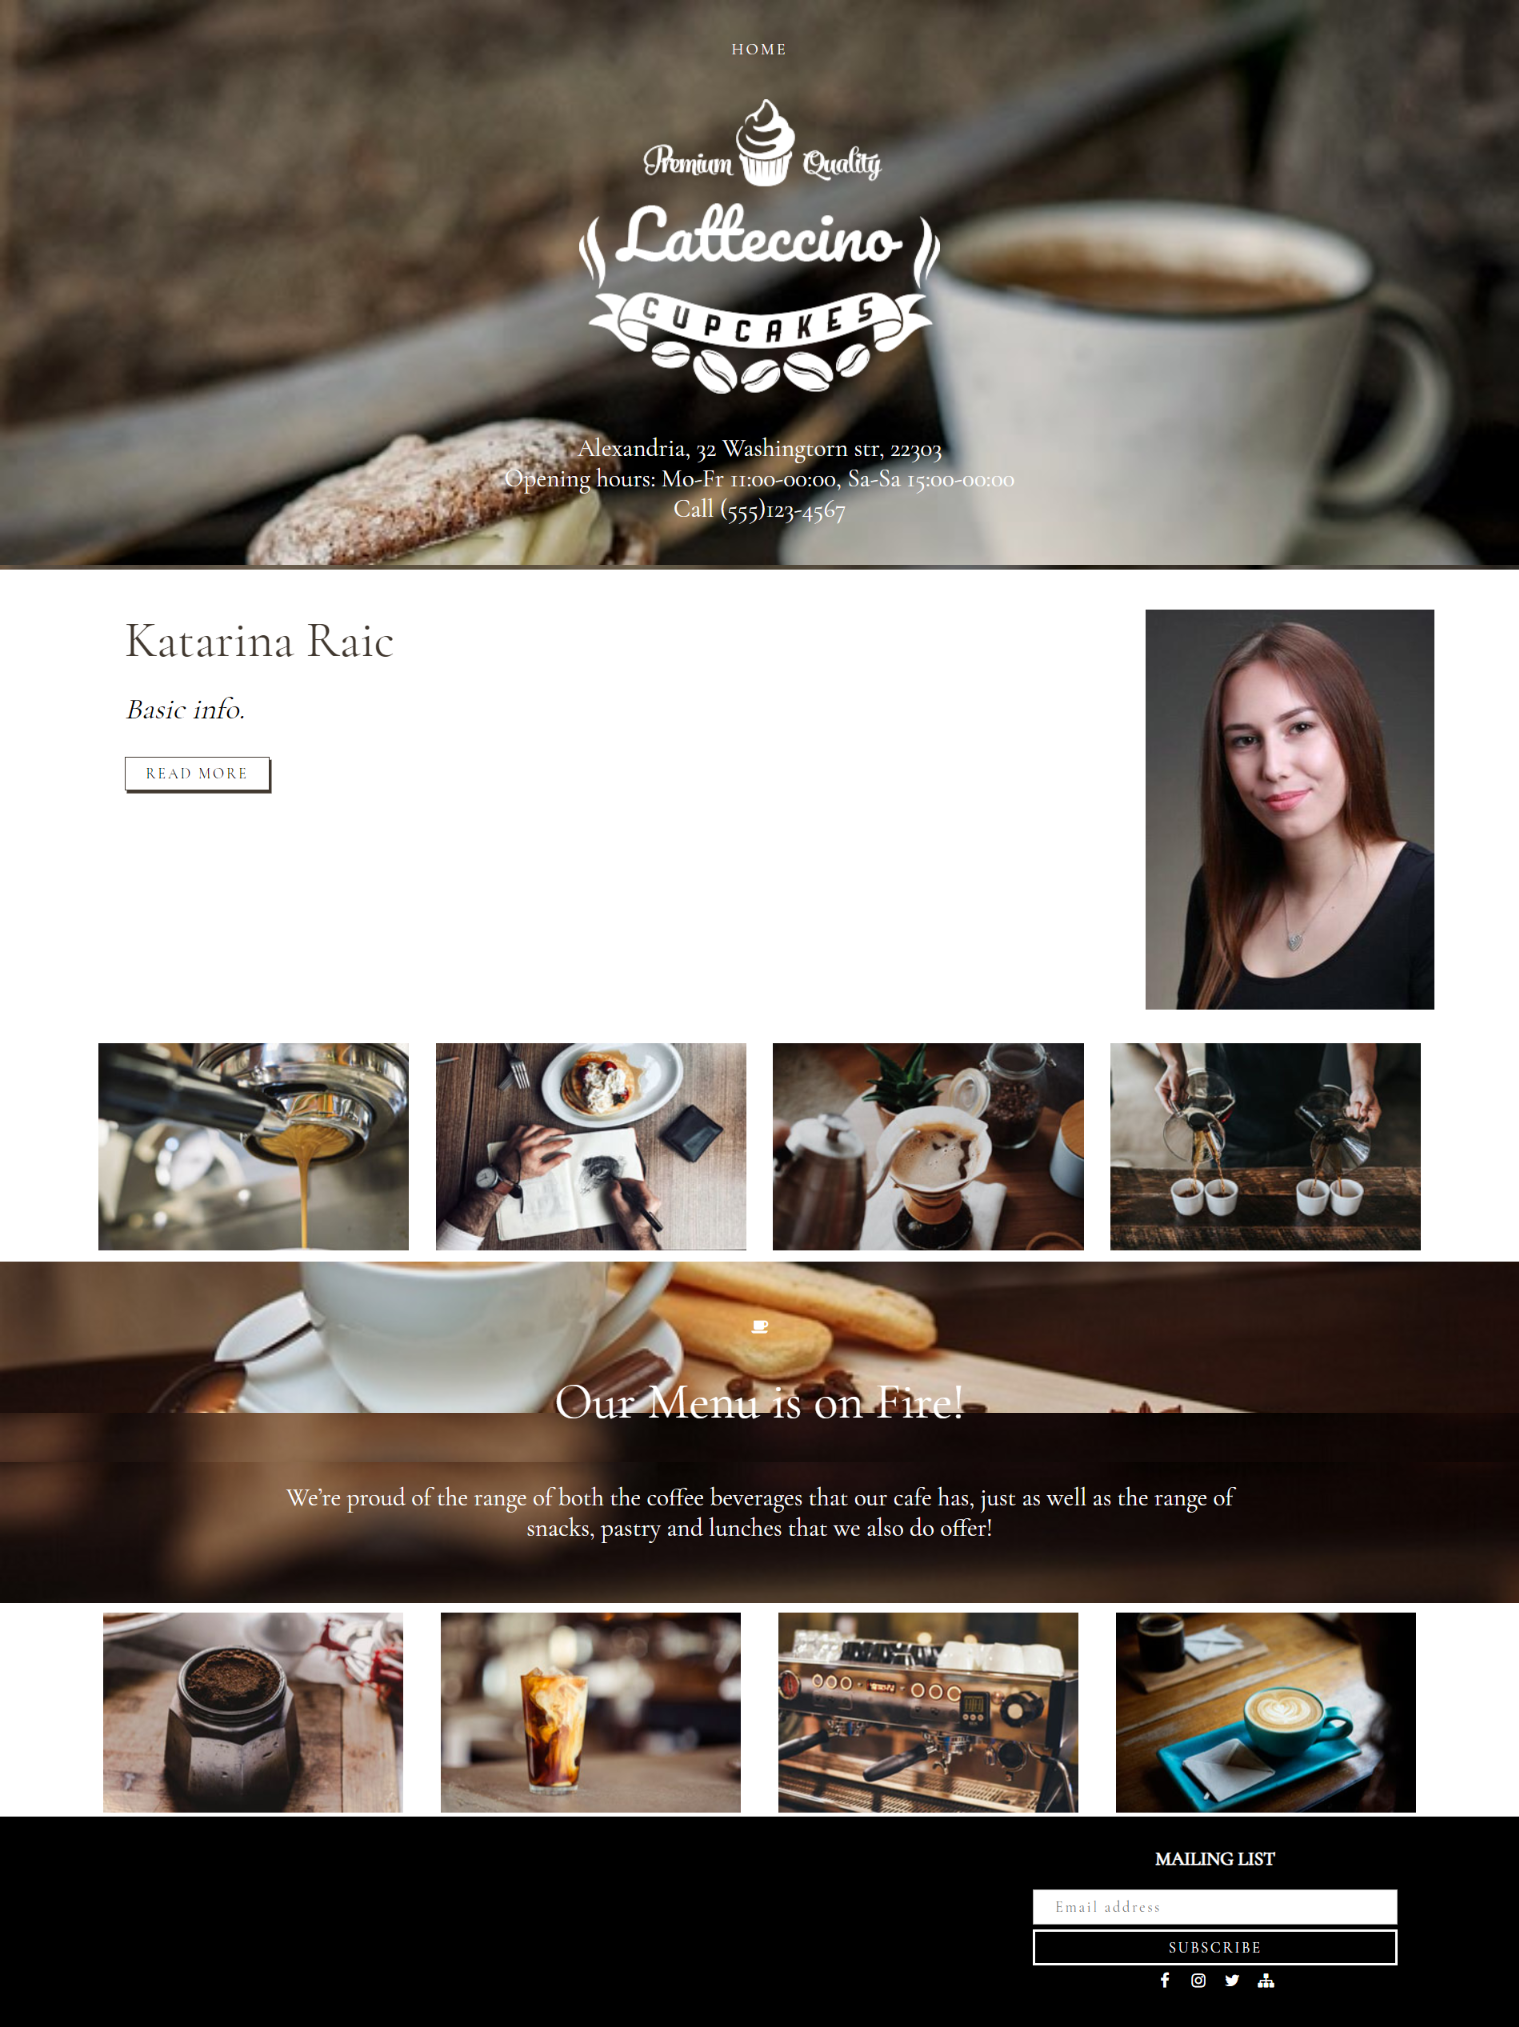 HOME
Premium Quality
Latteccino
CUPCAKES
Alexandria, 32 Washingtorn str, 22303
Opening hours: Mo-Fr 11:00-00:00, Sa-Sa 15:00-00:00
Call (555)123-4567
Katarina Raic
Basic info.
READ MORE
Our Menu is on Fire!
We’re proud of the range of both the coffee beverages that our cafe has, just as well as the range of
snacks, pastry and lunches that we also do offer!
MAILING LIST
Email address
SUBSCRIBE